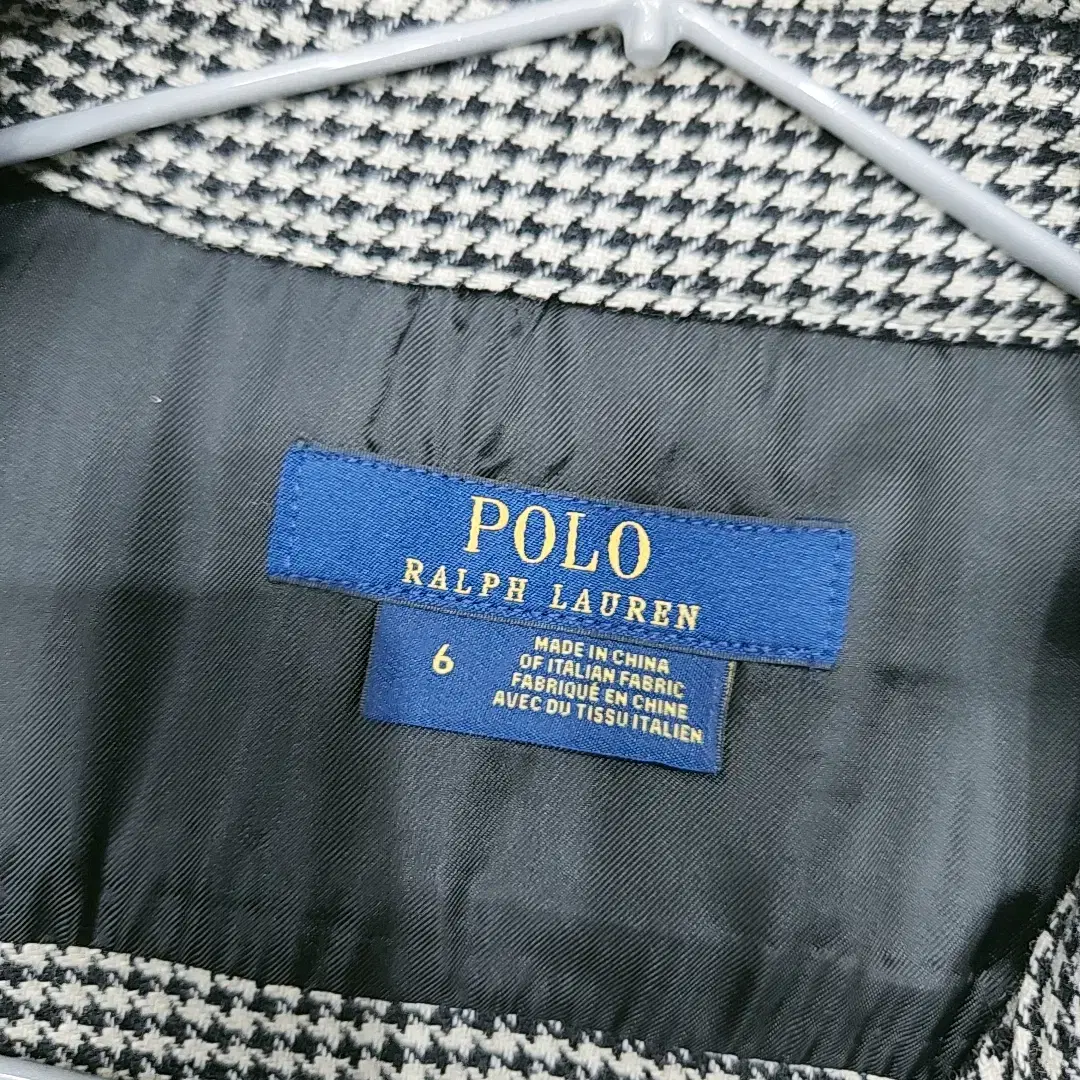 POLO
RALPH LAUREN
6
MADE IN CHINA
OF ITALIAN FABRIC
FABRIQUÉ EN CHINE
AVEC DU TISSU ITALIEN